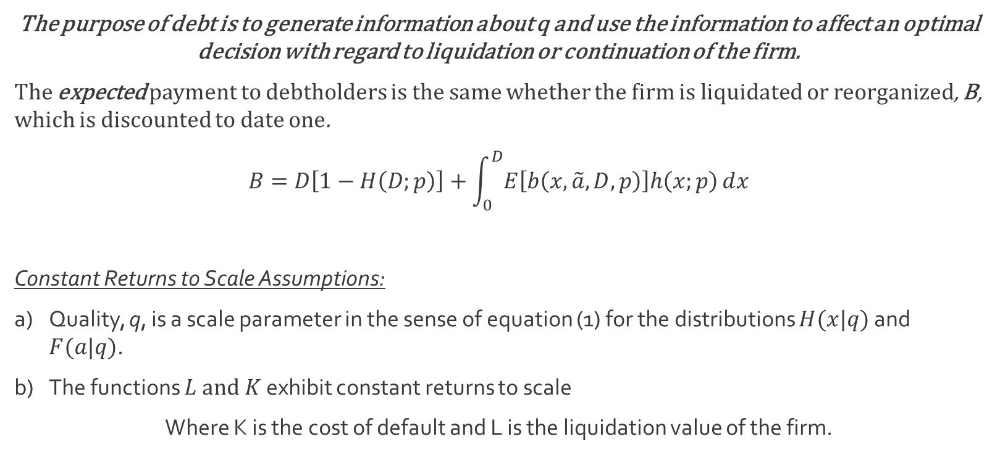 The purpose of debt is to generate information about q and use the information to affect an optimal
decision with regard to liquidation or continuation of the firm.
The expected payment to debtholders is the same whether the firm is liquidated or reorganized, B,
which is discounted to date one.
B = D[1 − H(D; p)] + ∫₀ᴰ E[b(x, ã, D, p)]h(x; p) dx
Constant Returns to Scale Assumptions:
a) Quality, q, is a scale parameter in the sense of equation (1) for the distributions H(x|q) and
F(a|q).
b) The functions L and K exhibit constant returns to scale
Where K is the cost of default and L is the liquidation value of the firm.